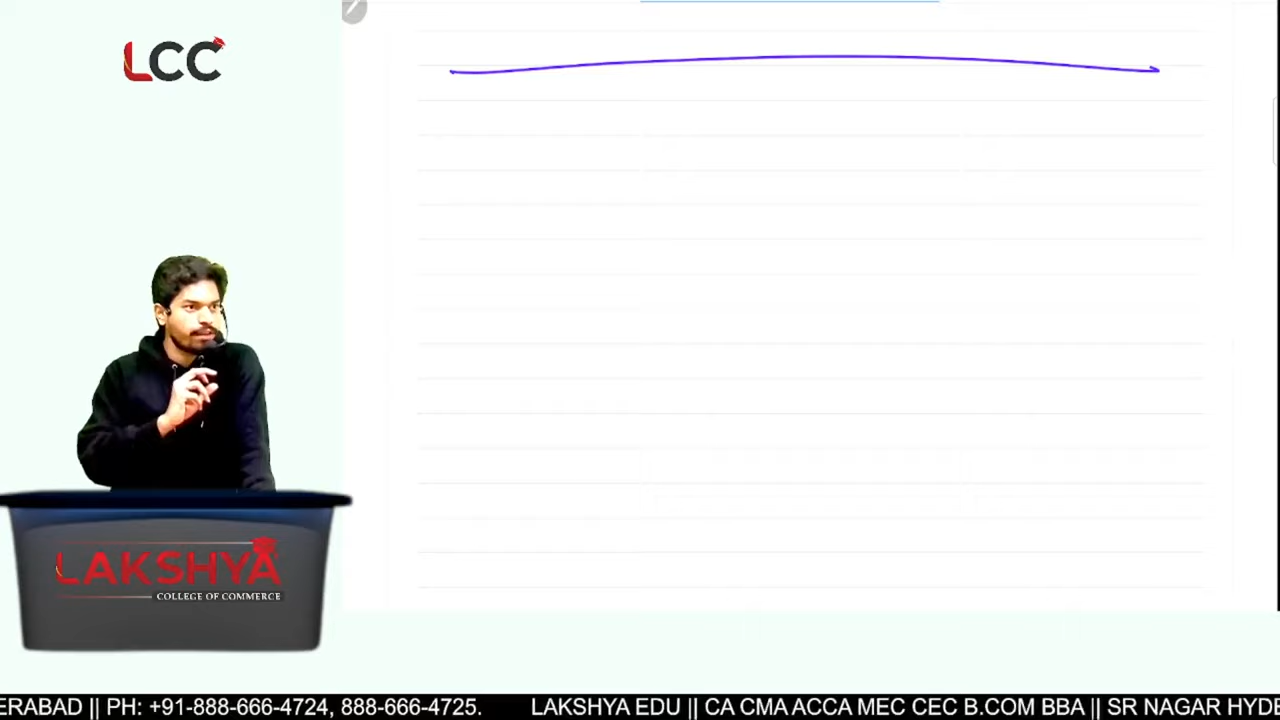 LCC
LAKSHYA
COLLEGE OF COMMERCE
ERABAD || PH: +91-888-666-4724, 888-666-4725. LAKSHYA EDU || CA CMA ACCA MEC CEC B.COM BBA || SR NAGAR HYDE